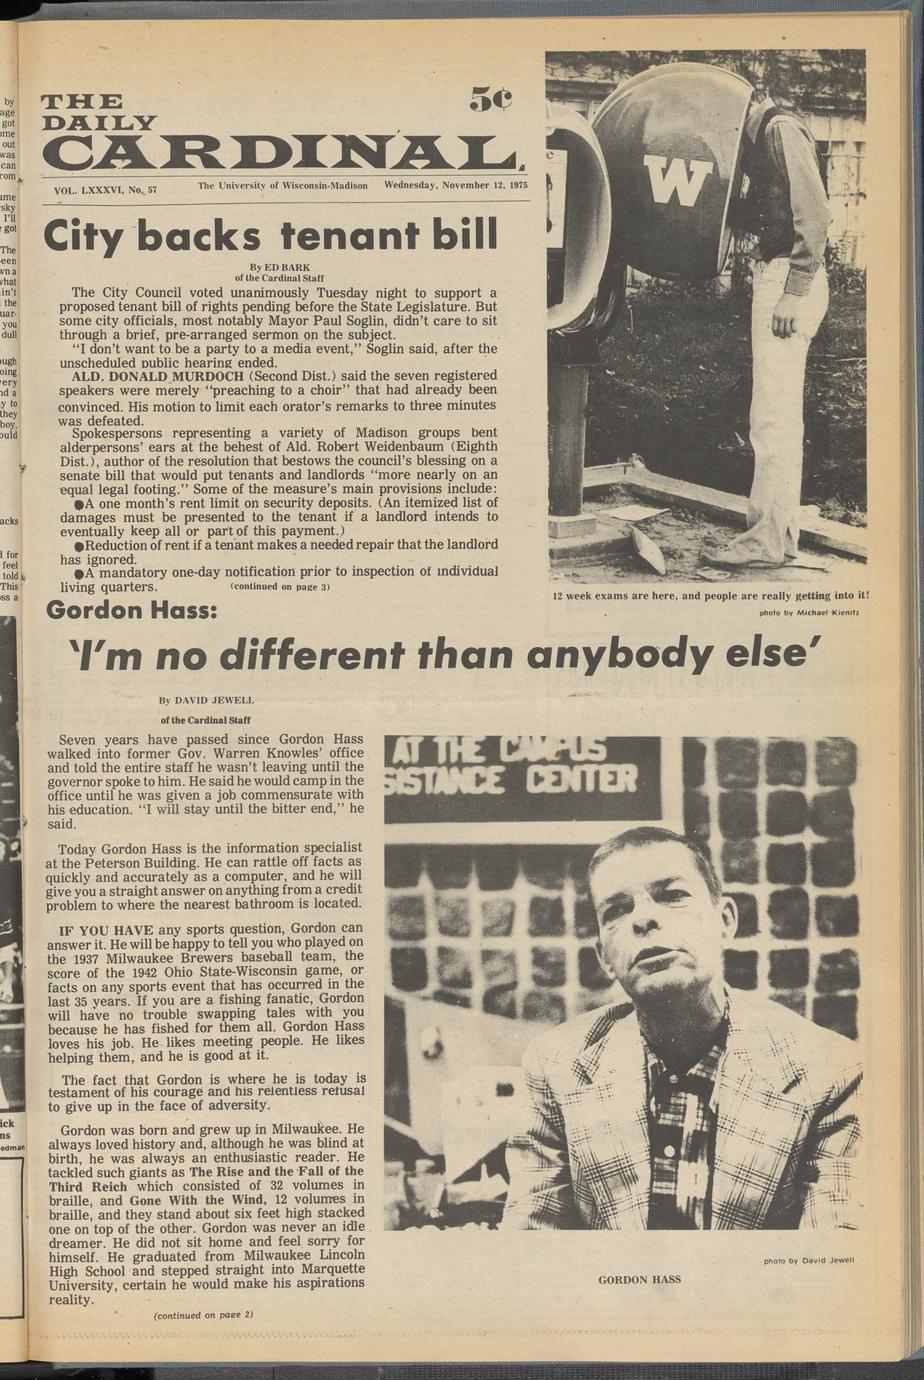 THE
DAILY
CARDINAL
5¢
VOL. LXXXVI, No. 57
The University of Wisconsin-Madison
Wednesday, November 12, 1975
City backs tenant bill
By ED BARK
of the Cardinal Staff
The City Council voted unanimously Tuesday night to support a
proposed tenant bill of rights pending before the State Legislature. But
some city officials, most notably Mayor Paul Soglin, didn't care to sit
through a brief, pre-arranged sermon on the subject.
"I don't want to be a party to a media event," Soglin said, after the
unscheduled public hearing ended.
ALD. DONALD MURDOCH (Second Dist.) said the seven registered
speakers were merely "preaching to a choir" that had already been
convinced. His motion to limit each orator's remarks to three minutes
was defeated.
Spokespersons representing a variety of Madison groups bent
alderpersons' ears at the behest of Ald. Robert Weidenbaum (Eighth
Dist.), author of the resolution that bestows the council's blessing on a
senate bill that would put tenants and landlords "more nearly on an
equal legal footing." Some of the measure's main provisions include:
●A one month's rent limit on security deposits. (An itemized list of
damages must be presented to the tenant if a landlord intends to
eventually keep all or part of this payment.)
●Reduction of rent if a tenant makes a needed repair that the landlord
has ignored.
●A mandatory one-day notification prior to inspection of individual
living quarters.
(continued on page 3)
W
12 week exams are here, and people are really getting into it!
photo by Michael Kienitz
Gordon Hass:
'I'm no different than anybody else'
By DAVID JEWELL
of the Cardinal Staff
Seven years have passed since Gordon Hass
walked into former Gov. Warren Knowles' office
and told the entire staff he wasn't leaving until the
governor spoke to him. He said he would camp in the
office until he was given a job commensurate with
his education. "I will stay until the bitter end," he
said.
Today Gordon Hass is the information specialist
at the Peterson Building. He can rattle off facts as
quickly and accurately as a computer, and he will
give you a straight answer on anything from a credit
problem to where the nearest bathroom is located.
IF YOU HAVE any sports question, Gordon can
answer it. He will be happy to tell you who played on
the 1937 Milwaukee Brewers baseball team, the
score of the 1942 Ohio State-Wisconsin game, or
facts on any sports event that has occurred in the
last 35 years. If you are a fishing fanatic, Gordon
will have no trouble swapping tales with you
because he has fished for them all. Gordon Hass
loves his job. He likes meeting people. He likes
helping them, and he is good at it.
The fact that Gordon is where he is today is
testament of his courage and his relentless refusal
to give up in the face of adversity.
Gordon was born and grew up in Milwaukee. He
always loved history and, although he was blind at
birth, he was always an enthusiastic reader. He
tackled such giants as The Rise and the Fall of the
Third Reich which consisted of 32 volumes in
braille, and Gone With the Wind, 12 volumes in
braille, and they stand about six feet high stacked
one on top of the other. Gordon was never an idle
dreamer. He did not sit home and feel sorry for
himself. He graduated from Milwaukee Lincoln
High School and stepped straight into Marquette
University, certain he would make his aspirations
reality.
(continued on page 2)
AT THE CAMPUS
SISTANCE CENTER
photo by David Jewell
GORDON HASS